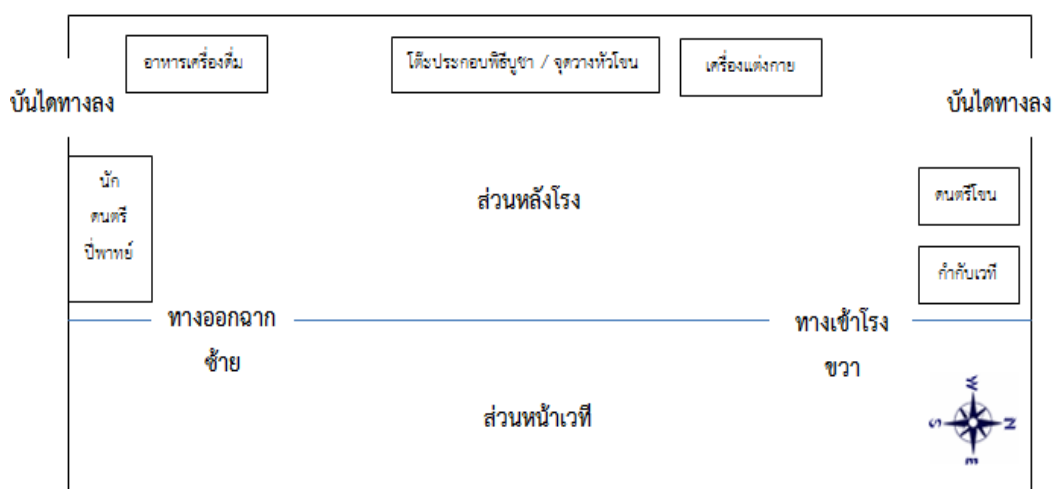 อาหารเครื่องดื่ม
โต๊ะประกอบพิธีบูชา / จุดวางหัวโขน
เครื่องแต่งกาย
บันไดทางลง
บันไดทางลง
นัก
ดนตรี
ปี่พาทย์
ส่วนหลังโรง
ดนตรีโขน
กำกับเวที
ทางออกฉาก
ซ้าย
ทางเข้าโรง
ขวา
ส่วนหน้าเวที
W
S
N
E